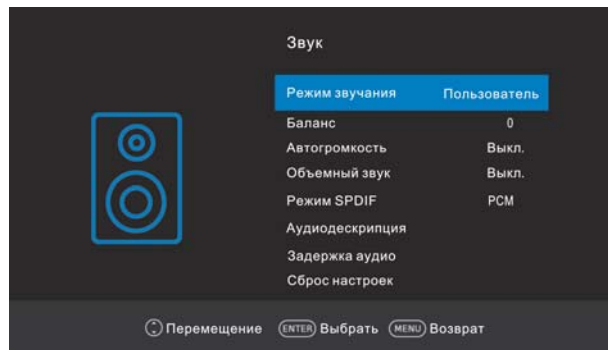 Звук
Режим звучания Пользователь
Баланс 0
Автогромкость Выкл.
Объемный звук Выкл.
Режим SPDIF PCM
Аудиодескрипция
Задержка аудио
Сброс настроек
Перемещение ENTER Выбрать MENU Возврат